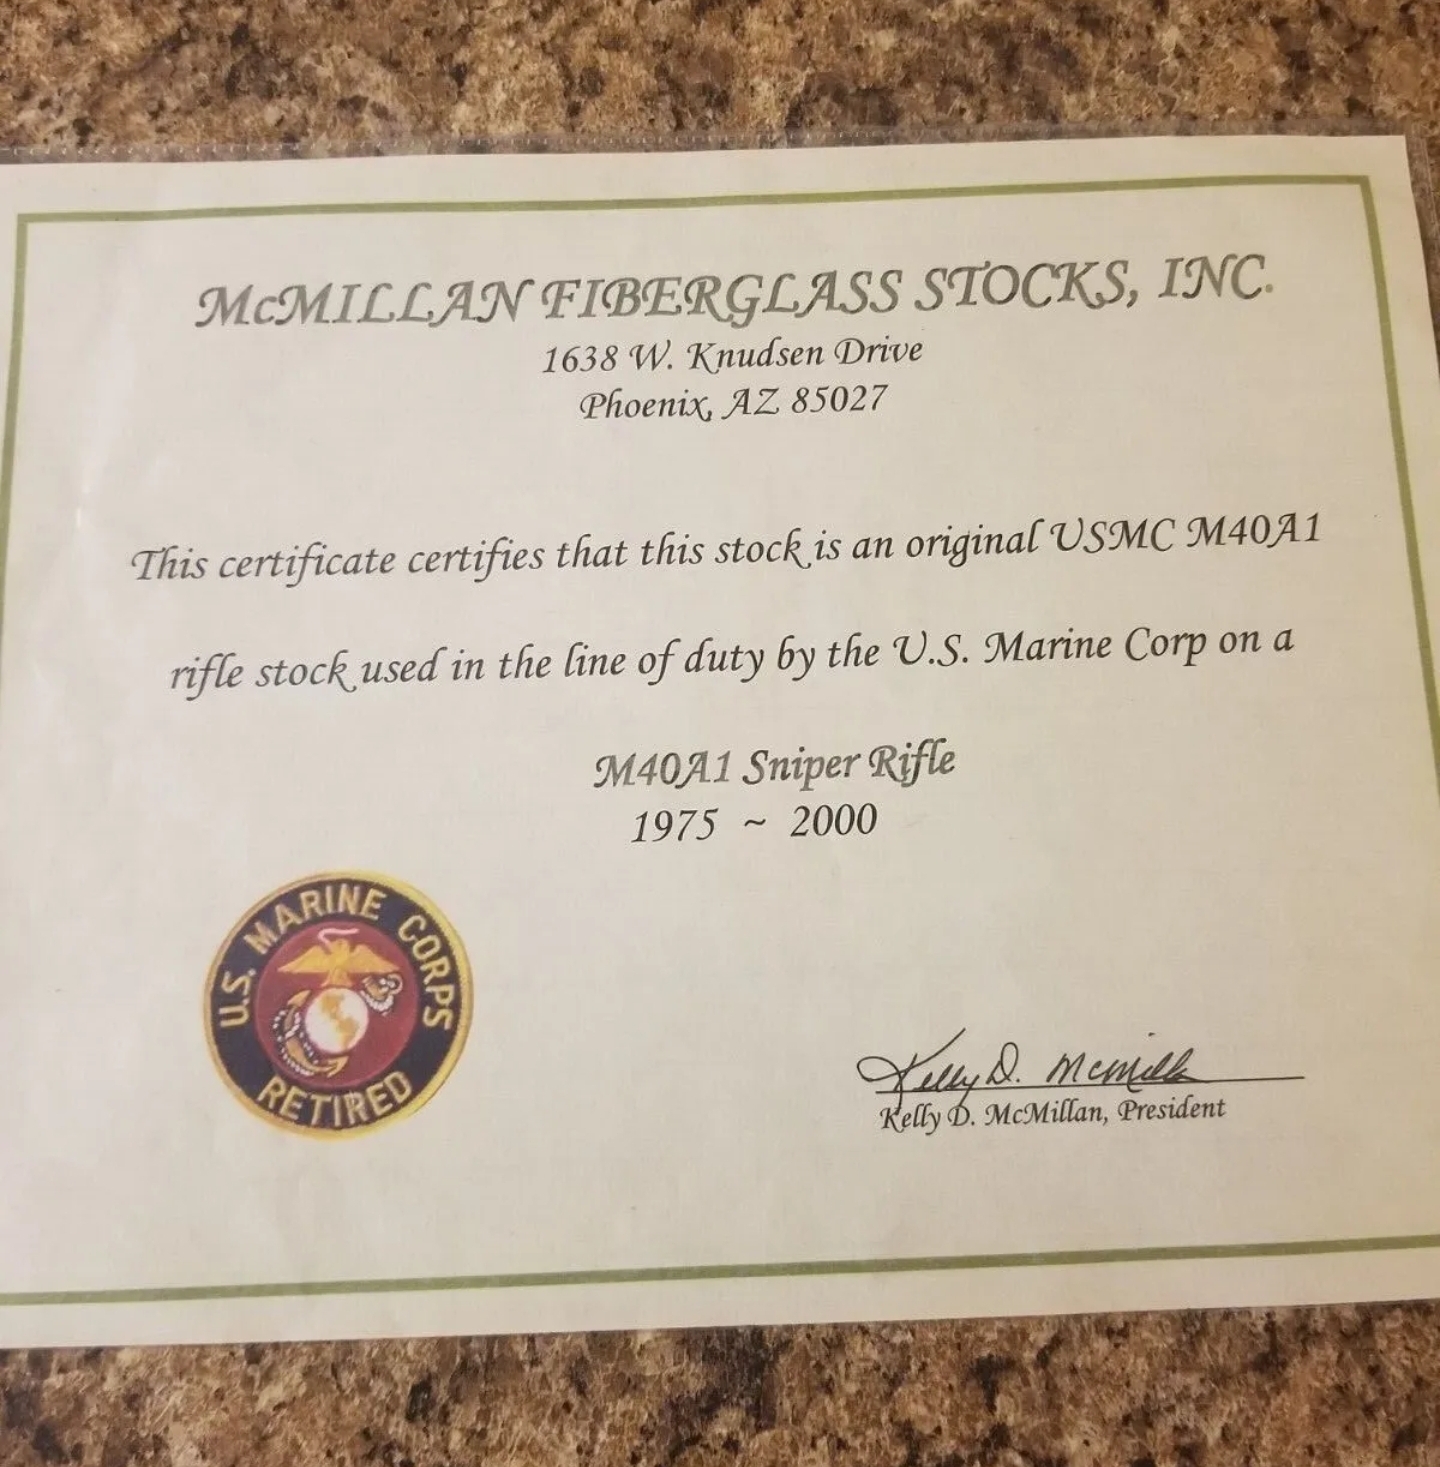 McMILLAN FIBERGLASS STOCKS, INC.
1638 W. Knudsen Drive
Phoenix, AZ 85027
This certificate certifies that this stock is an original USMC M40A1
rifle stock used in the line of duty by the U.S. Marine Corp on a
M40A1 Sniper Rifle
1975 ~ 2000
U.S. MARINE CORPS
RETIRED
Kelly D. McMillan
Kelly D. McMillan, President